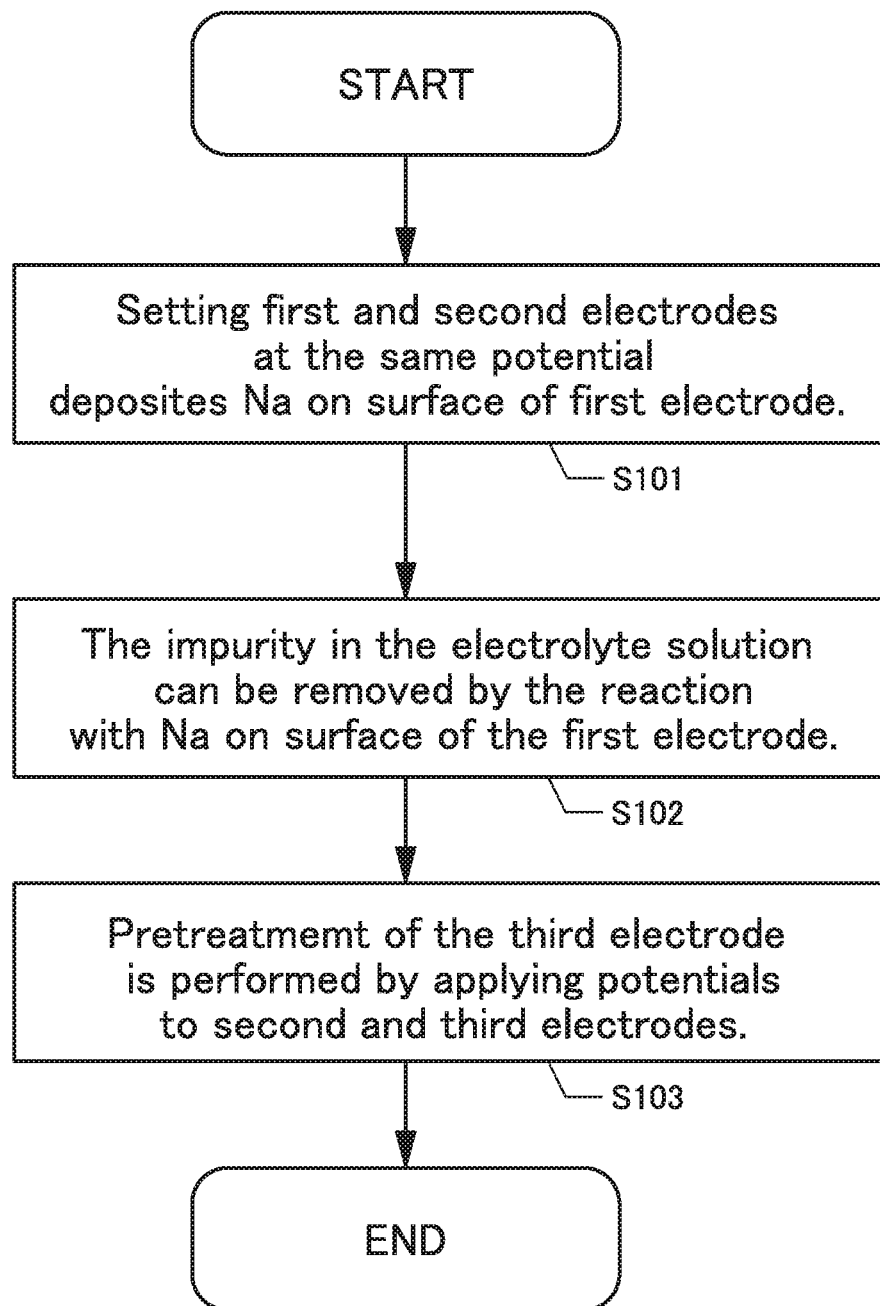 START
Setting first and second electrodes
at the same potential
deposites Na on surface of first electrode.
S101
The impurity in the electrolyte solution
can be removed by the reaction
with Na on surface of the first electrode.
S102
Pretreatmemt of the third electrode
is performed by applying potentials
to second and third electrodes.
S103
END